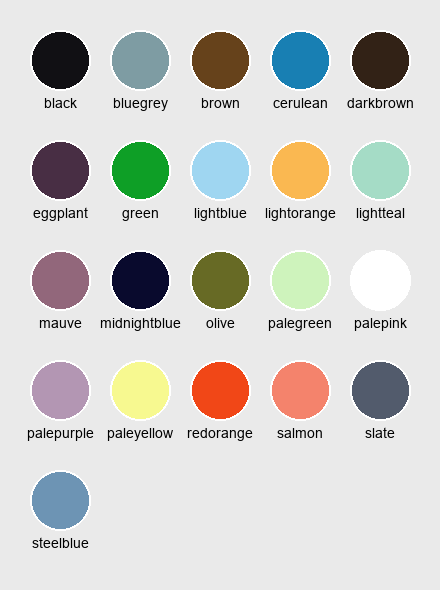 black bluegrey brown cerulean darkbrown
eggplant green lightblue lightorange lightteal
mauve midnightblue olive palegreen palepink
palepurple paleyellow redorange salmon slate
steelblue